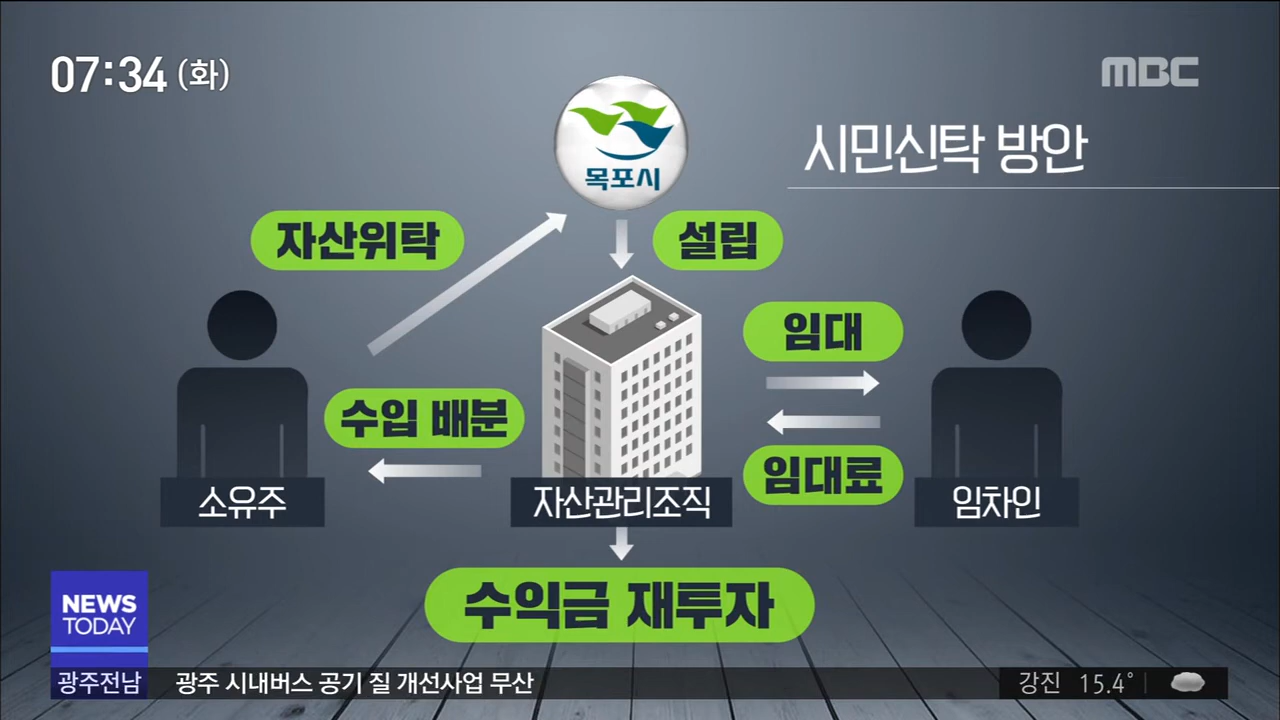 07:34 (화)
MBC
시민신탁 방안
목포시
자산위탁
설립
임대
수입 배분
임대료
소유주
자산관리조직
임차인
수익금 재투자
NEWS
TODAY
광주전남
광주 시내버스 공기 질 개선사업 무산
강진 15.4°